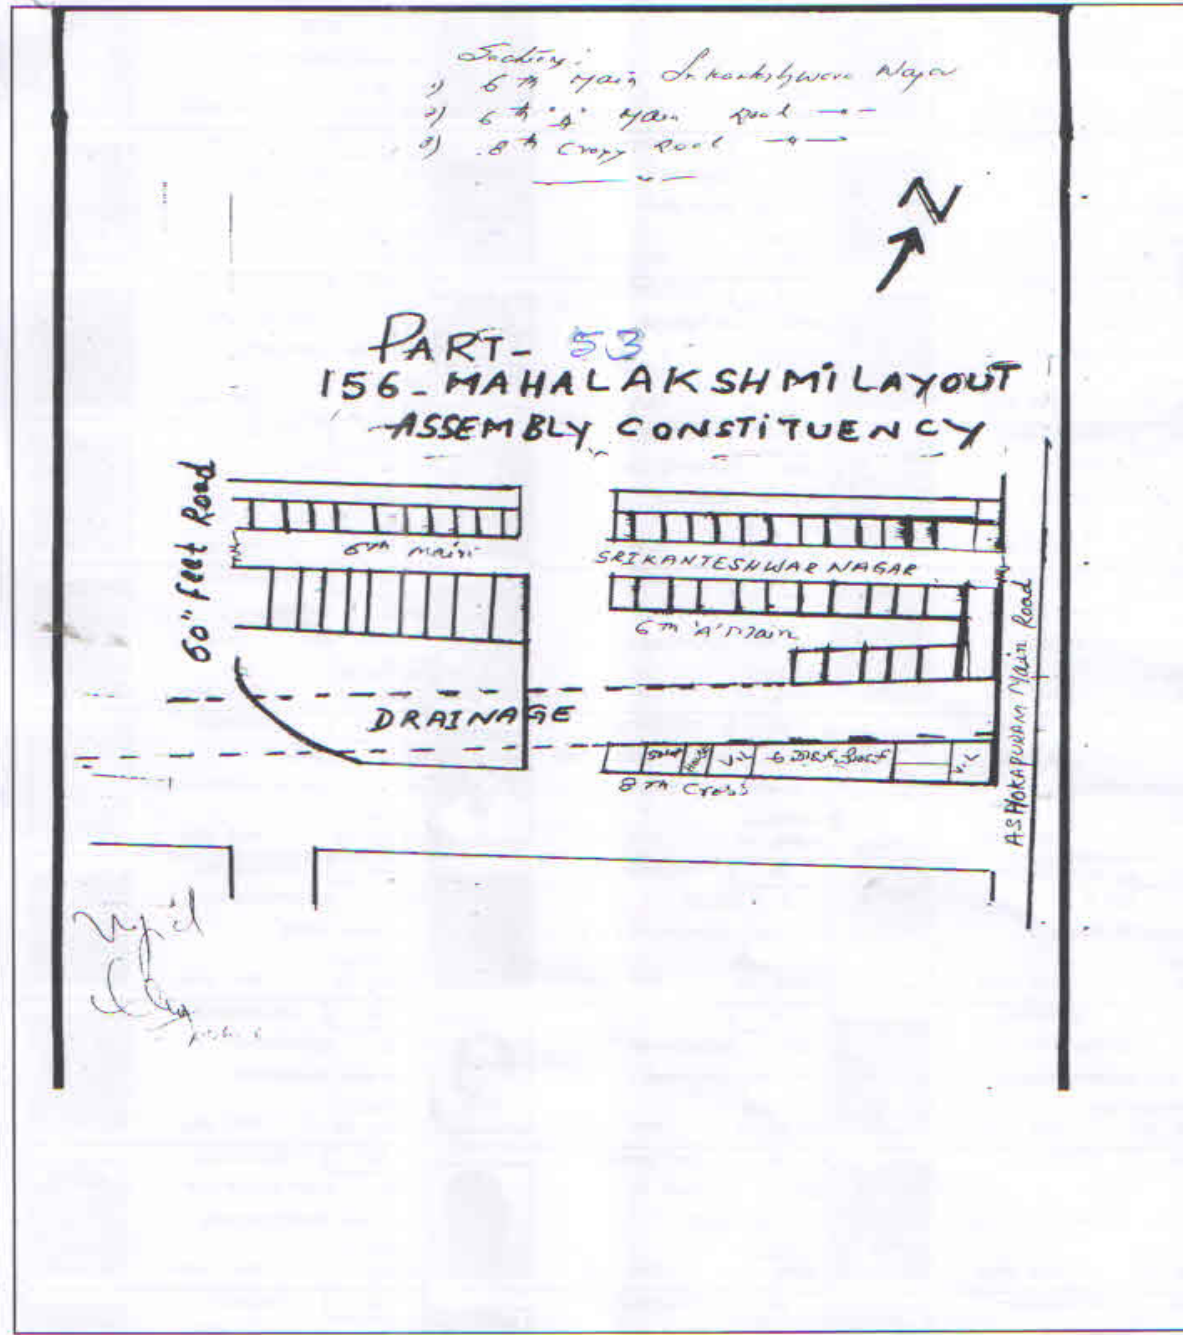 Sections:
1) 6th Main Srikanteshwara Nagar
2) 6th "A" Main Road —"—
3) 8th Cross Road —"—
N
PART- 53
156-MAHALAKSHMI LAYOUT
ASSEMBLY CONSTITUENCY
60" feet Road
6th main
SRIKANTESHWAR NAGAR
6th 'A' Main
ASHOKAPURAM Main Road
DRAINAGE
V.L
V.L
8th Cross